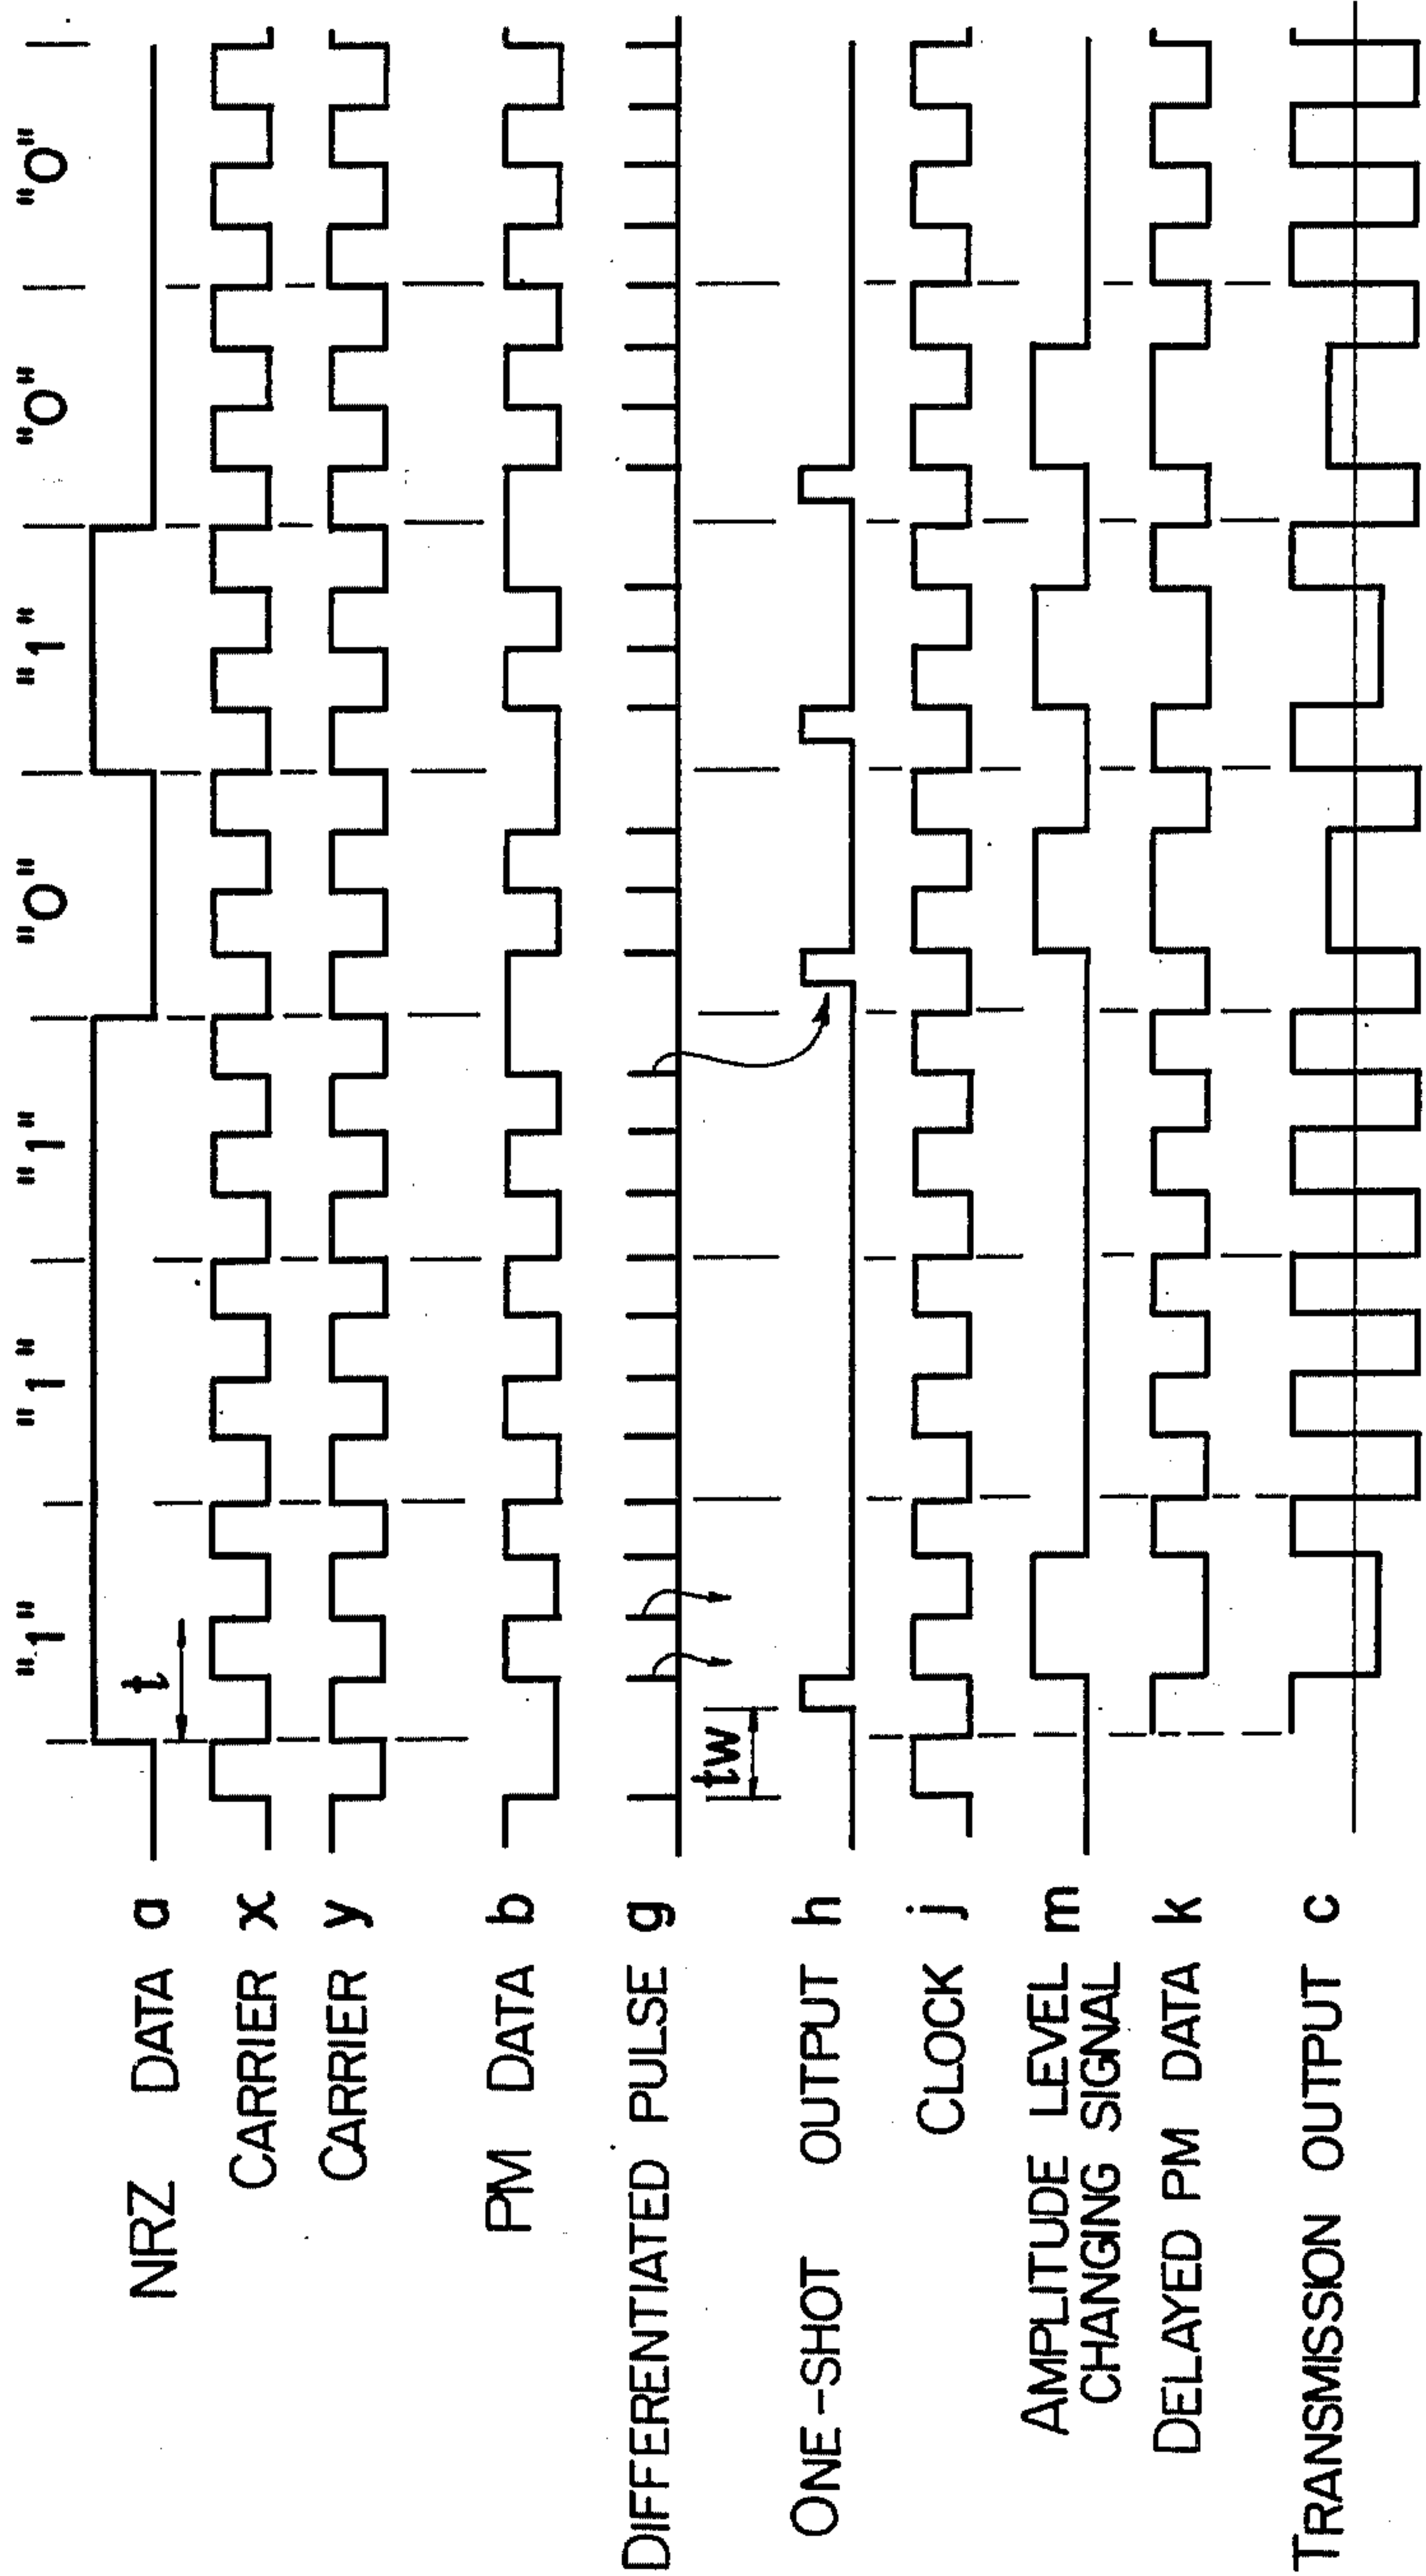 "1" "1" "1" "0" "1" "0" "0"
NRZ DATA a
t
CARRIER x
CARRIER y
PM DATA b
DIFFERENTIATED PULSE g
tw
ONE-SHOT OUTPUT h
CLOCK j
AMPLITUDE LEVEL m
CHANGING SIGNAL
DELAYED PM DATA k
TRANSMISSION OUTPUT c